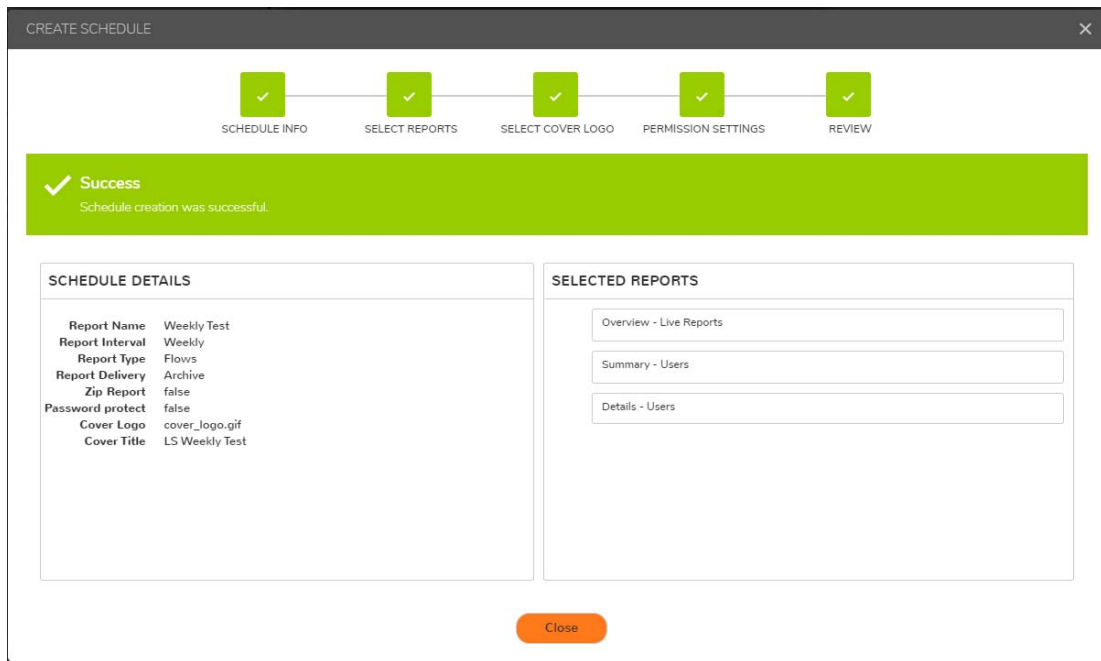 CREATE SCHEDULE
SCHEDULE INFO
SELECT REPORTS
SELECT COVER LOGO
PERMISSION SETTINGS
REVIEW
Success
Schedule creation was successful.
SCHEDULE DETAILS
Report Name Weekly Test
Report Interval Weekly
Report Type Flows
Report Delivery Archive
Zip Report false
Password protect false
Cover Logo cover_logo.gif
Cover Title LS Weekly Test
SELECTED REPORTS
Overview - Live Reports
Summary - Users
Details - Users
Close